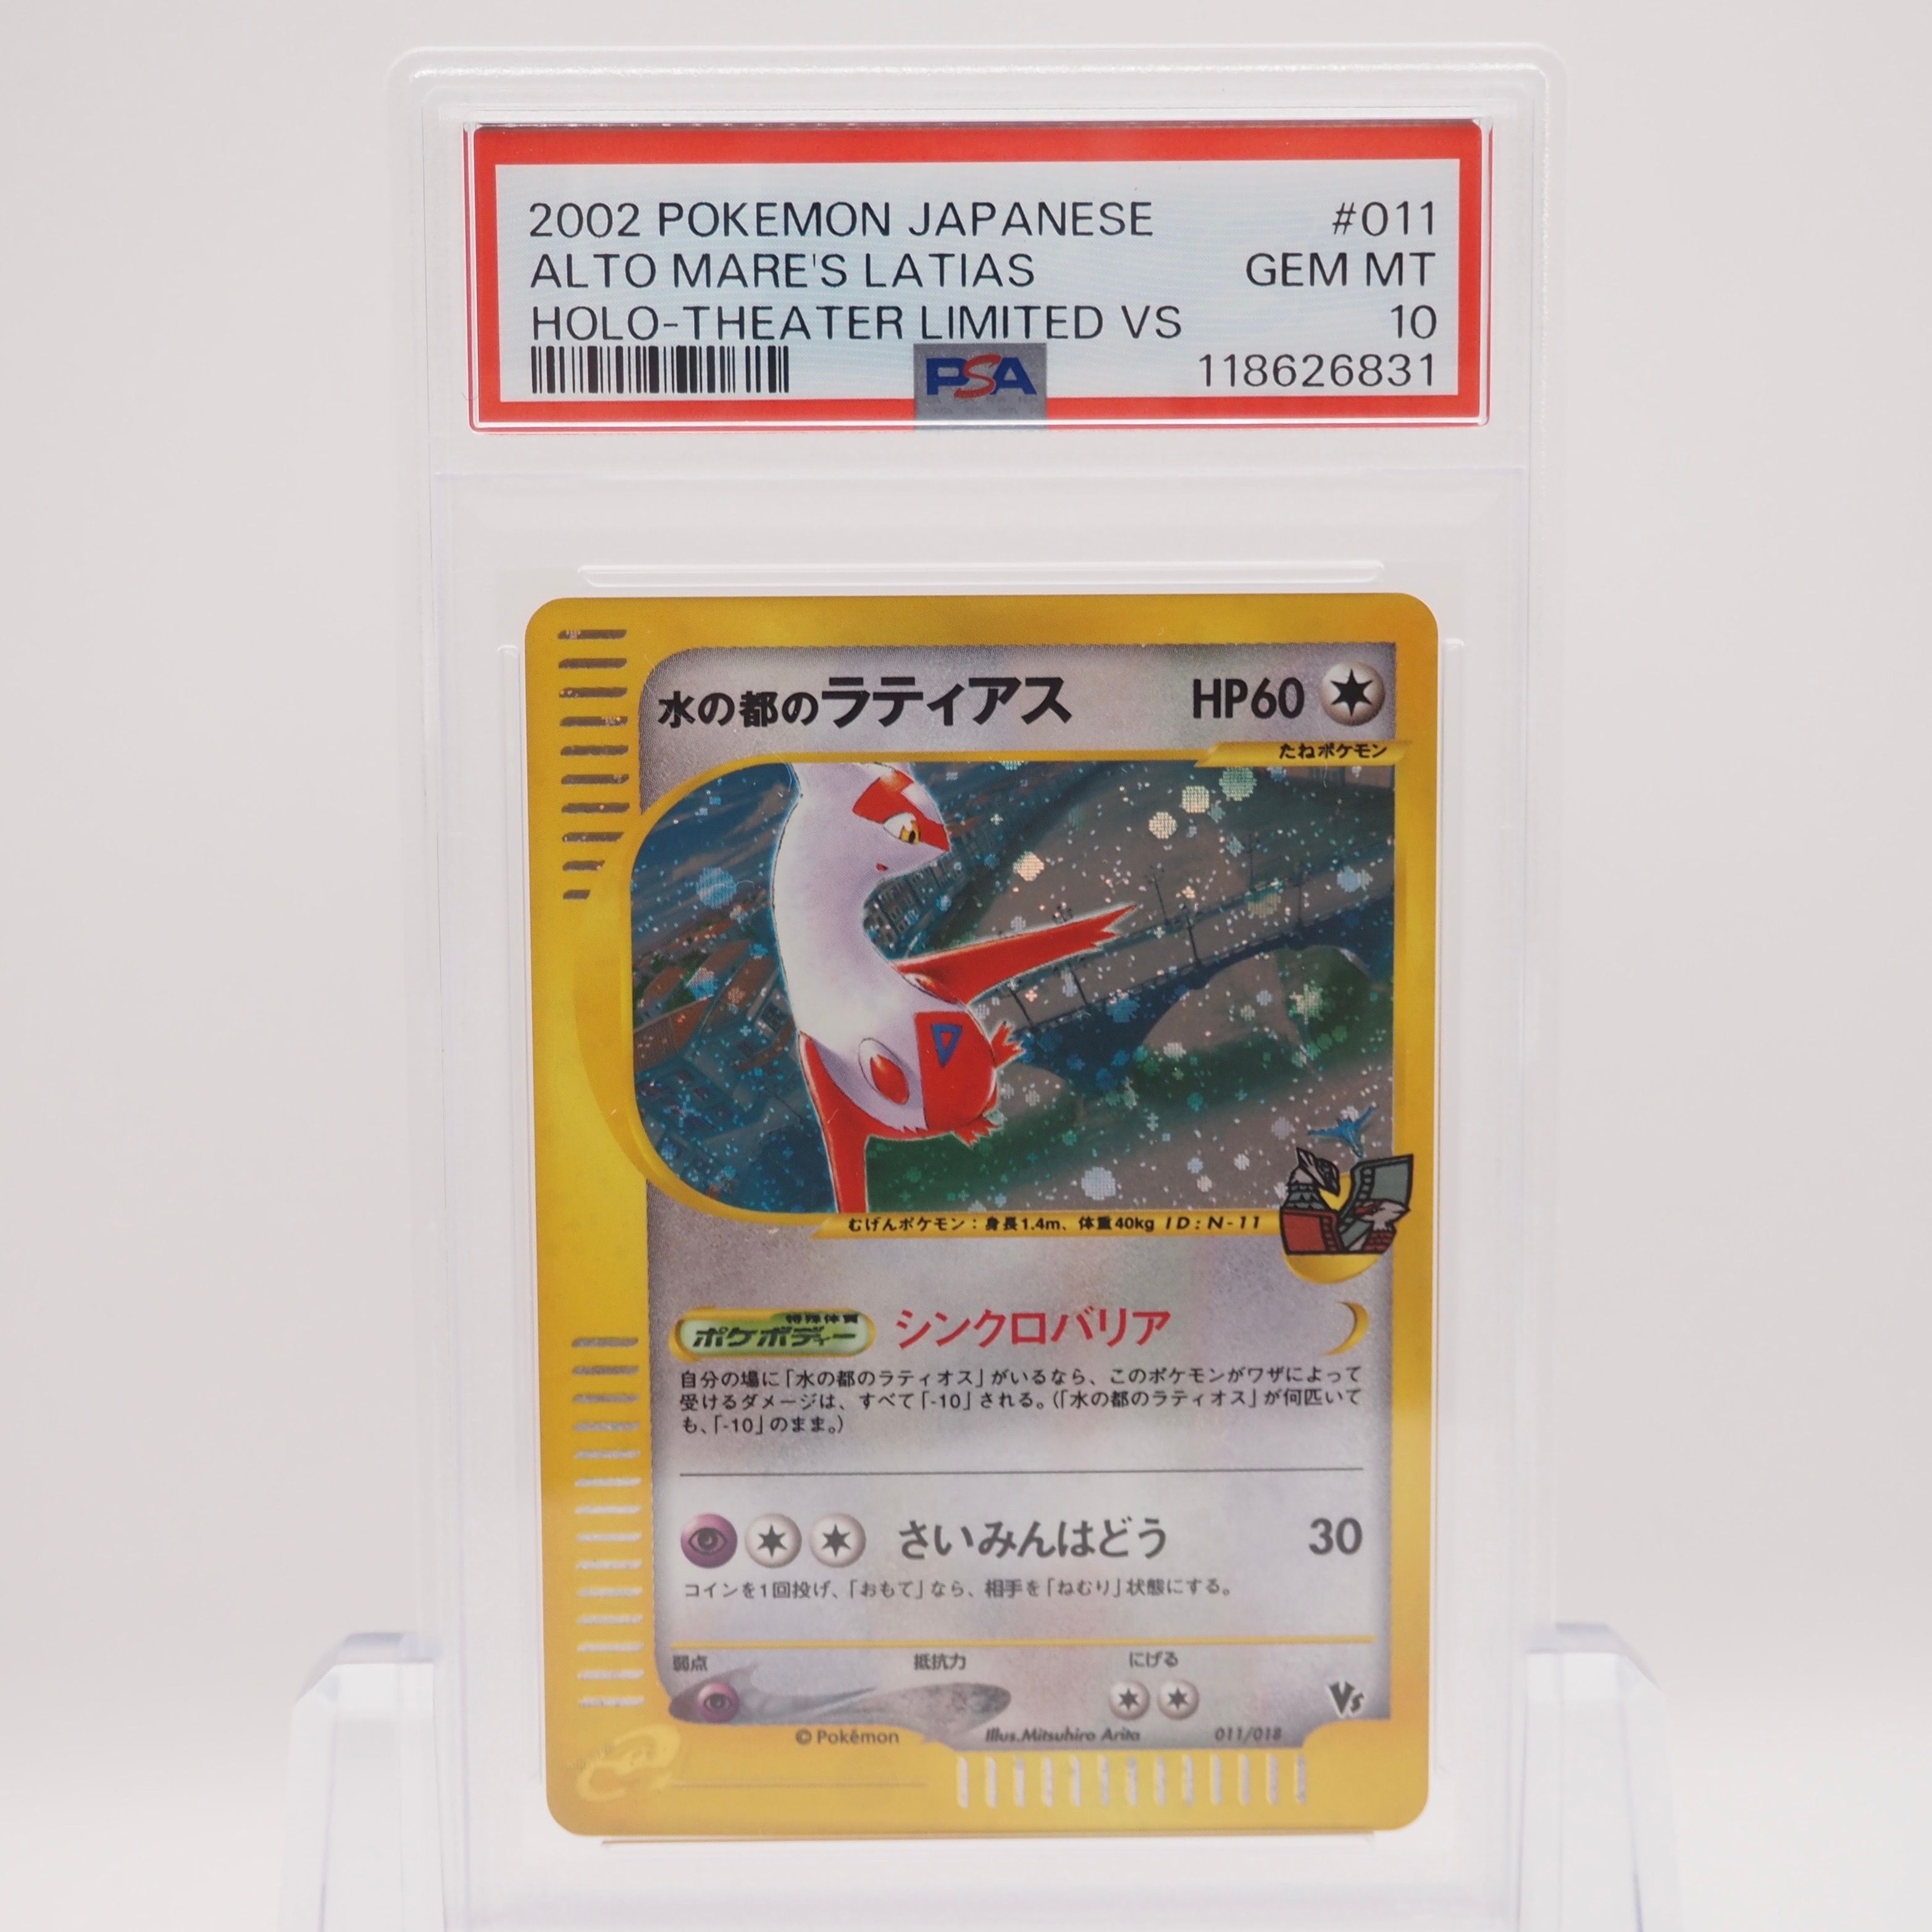 2002 POKEMON JAPANESE #011
ALTO MARE'S LATIAS GEM MT
HOLO-THEATER LIMITED VS 10
PSA 118626831
水の都のラティアス HP60
たねポケモン
むげんポケモン：身長1.4m、体重40kg ID:N-11
特殊体質
ポケボディー シンクロバリア
自分の場に「水の都のラティオス」がいるなら、このポケモンがワザによって
受けるダメージは、すべて「-10」される。（「水の都のラティオス」が何匹いて
も、「-10」のまま。）
さいみんはどう 30
コインを1回投げ、「おもて」なら、相手を「ねむり」状態にする。
弱点 抵抗力 にげる
VS
©Pokémon Illus.Mitsuhiro Arita 011/018